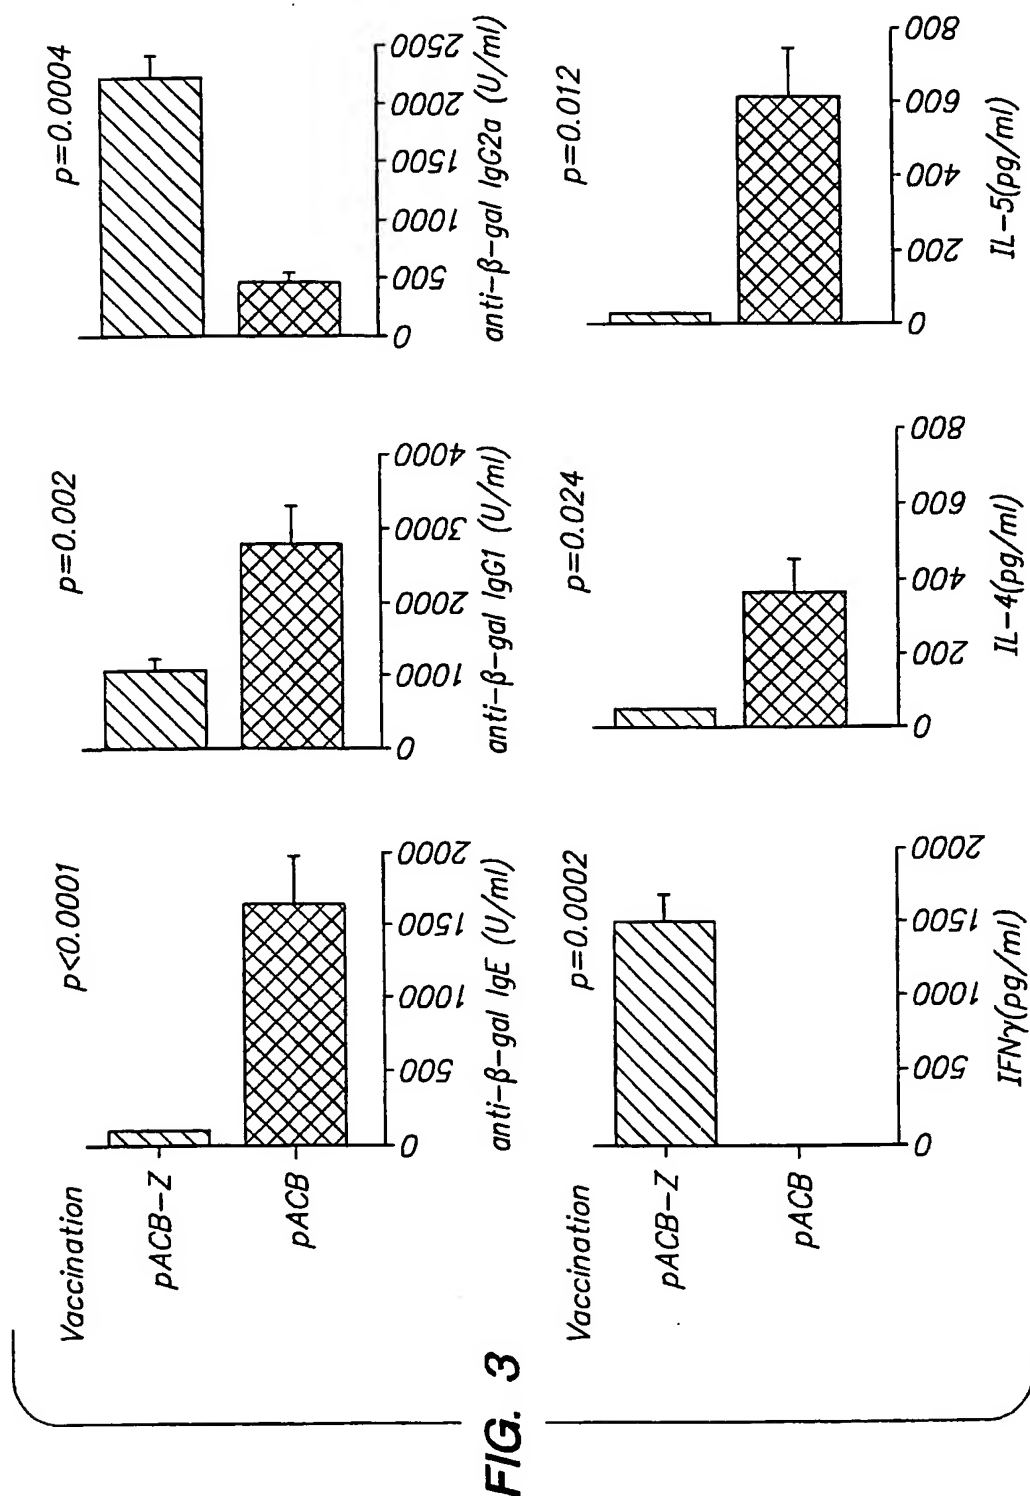 Vaccination
pACB-Z
pACB
p<0.0001
0 500 1000 1500 2000
anti-β-gal IgE (U/ml)
p=0.002
0 1000 2000 3000 4000
anti-β-gal IgG1 (U/ml)
p=0.0004
0 500 1000 1500 2000 2500
anti-β-gal IgG2a (U/ml)
Vaccination
pACB-Z
pACB
p=0.0002
0 500 1000 1500 2000
IFNγ(pg/ml)
p=0.024
0 200 400 600 800
IL-4(pg/ml)
p=0.012
0 200 400 600 800
IL-5(pg/ml)
FIG. 3